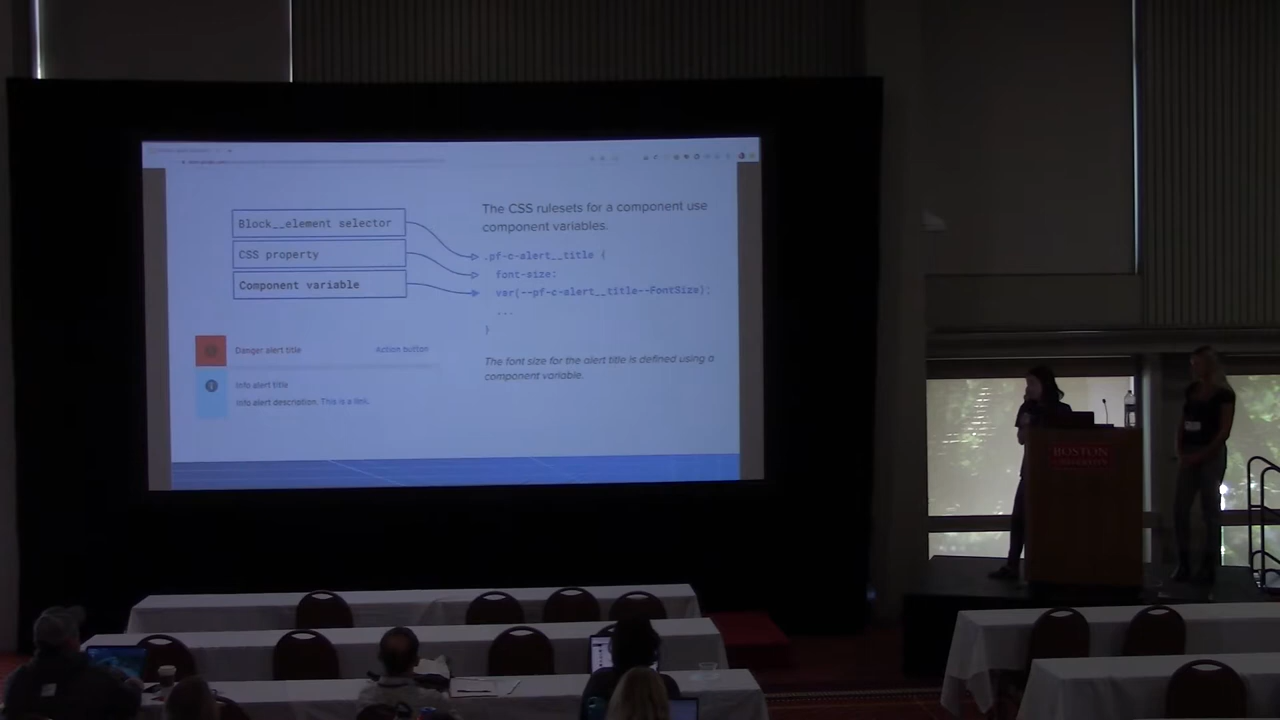 Block__element selector
CSS property
Component variable
The CSS rulesets for a component use
component variables.
.pf-c-alert__title {
font-size:
var(--pf-c-alert__title--FontSize);
...
}
The font size for the alert title is defined using a
component variable.
Danger alert title
Action button
Info alert title
Info alert description. This is a link.
BOSTON
UNIVERSITY